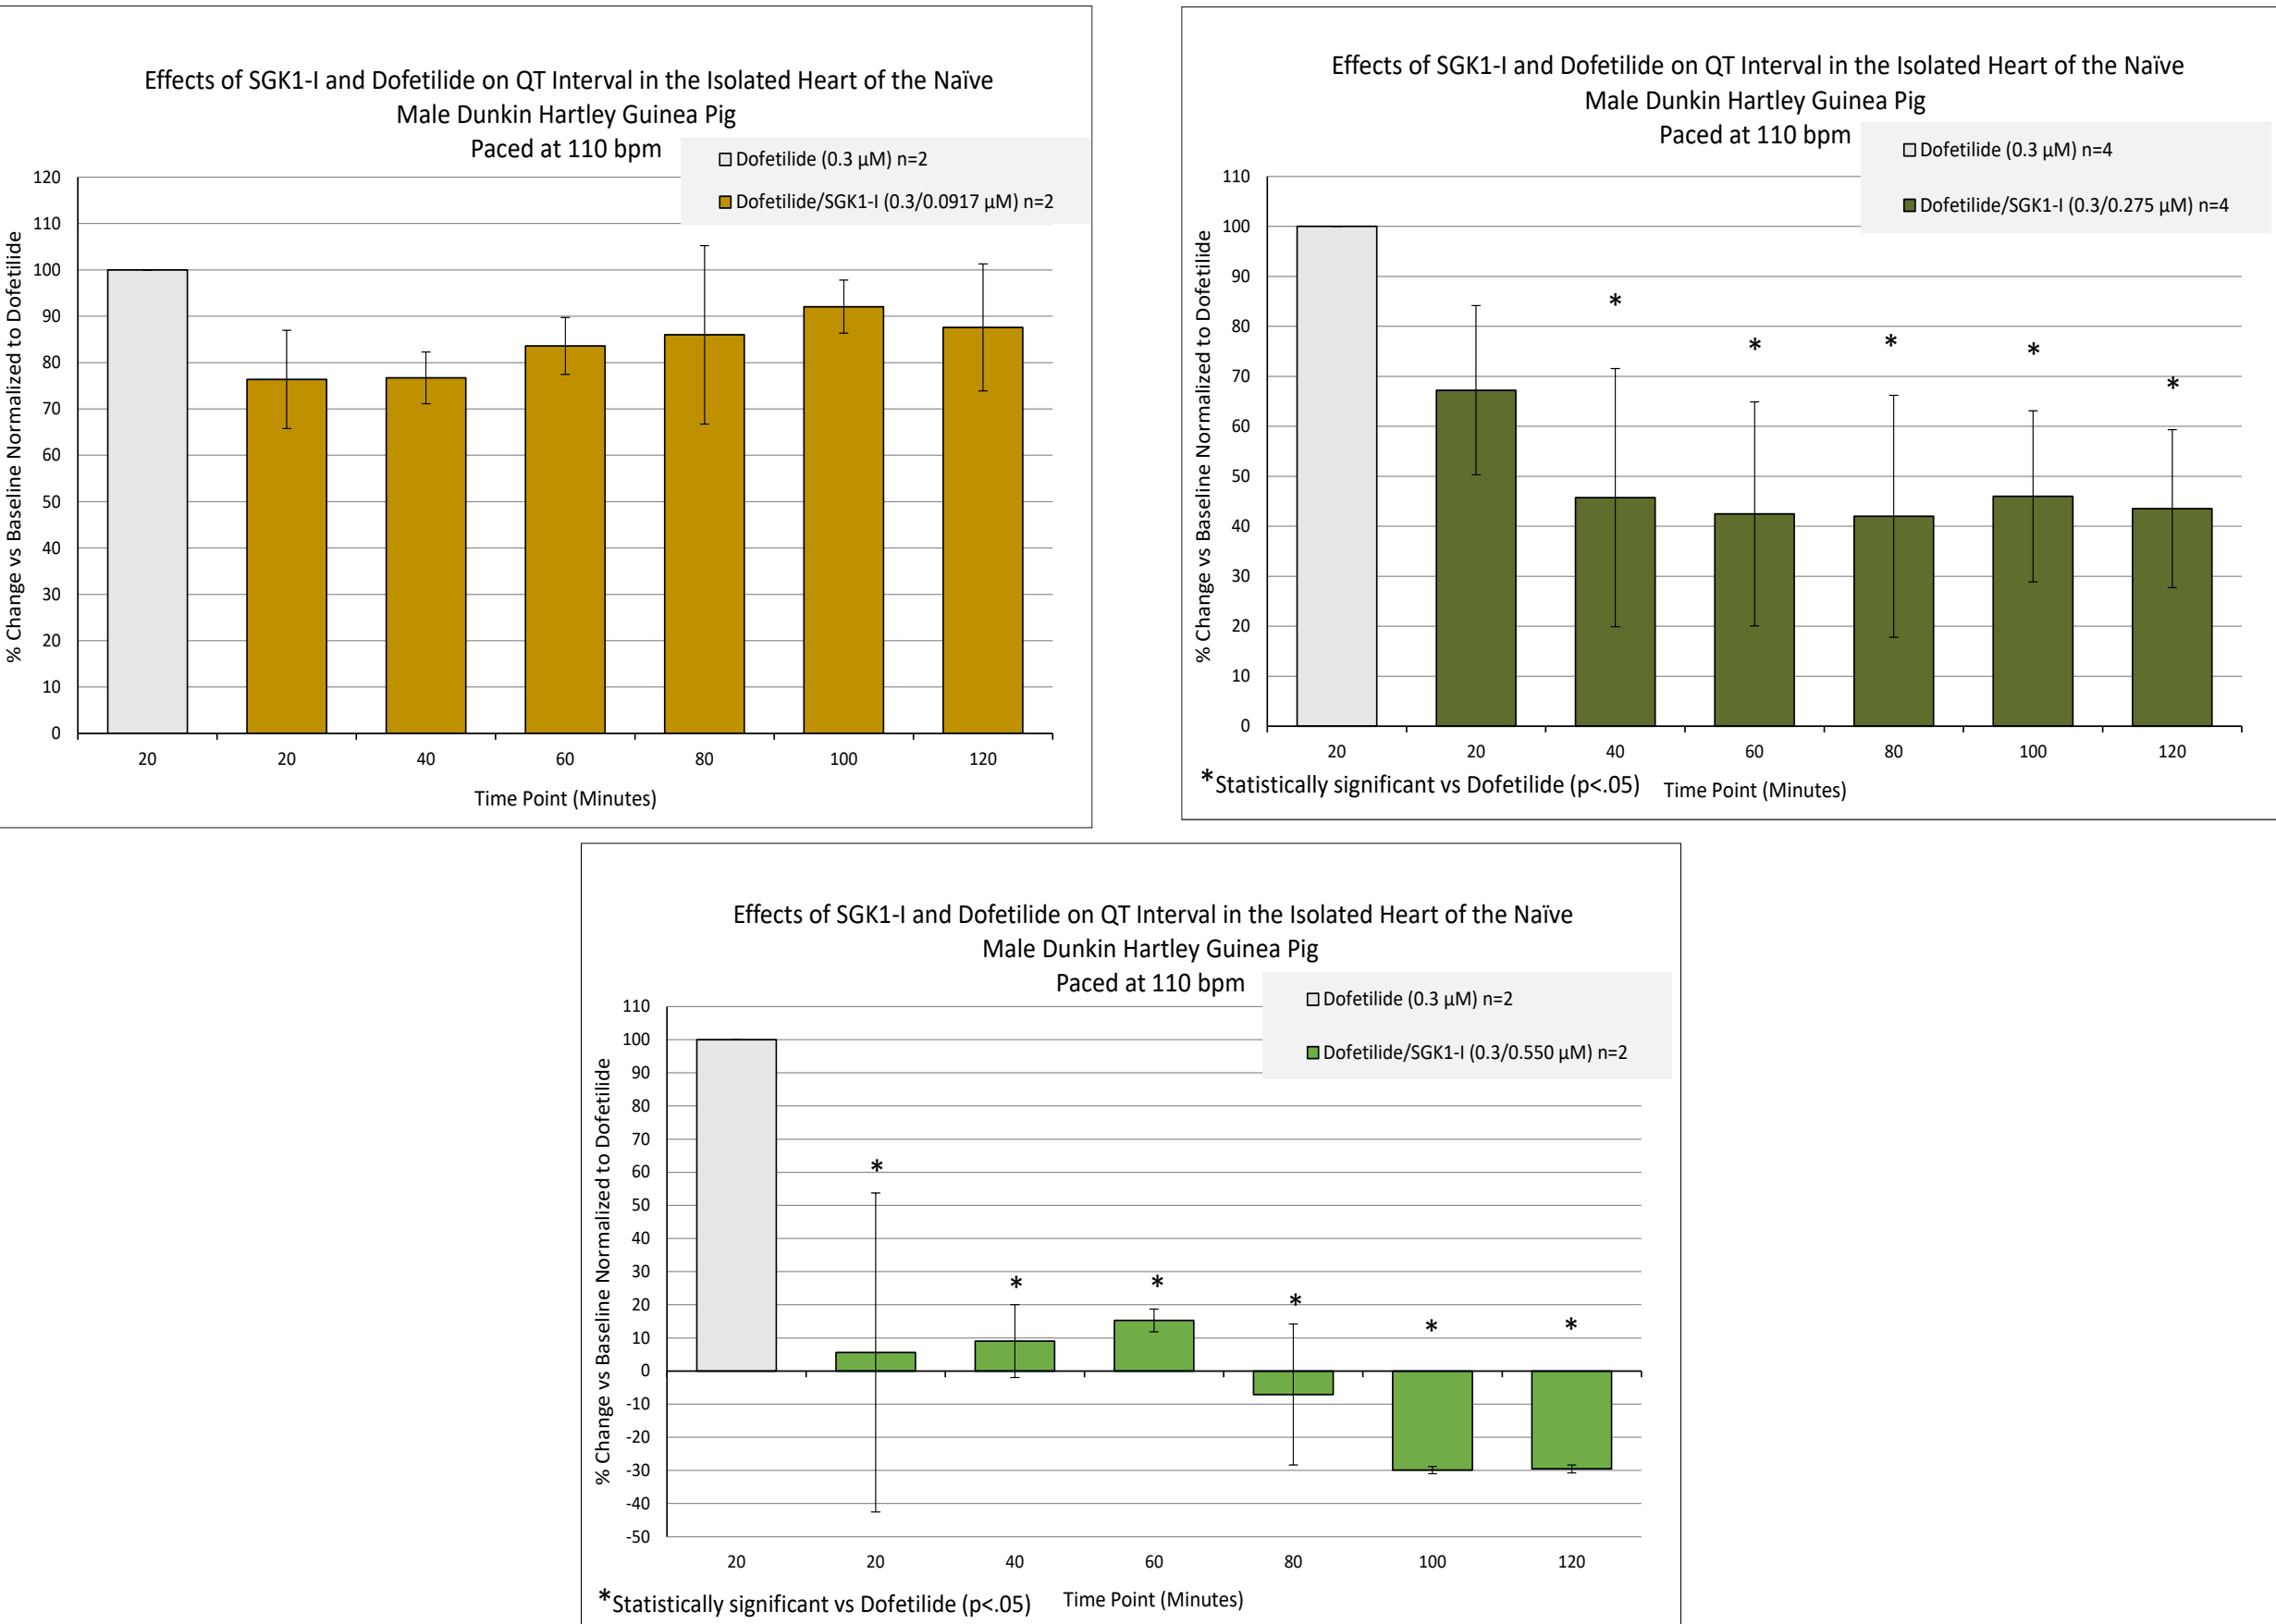 Effects of SGK1-I and Dofetilide on QT Interval in the Isolated Heart of the Naïve
Male Dunkin Hartley Guinea Pig
Paced at 110 bpm
Dofetilide (0.3 µM) n=2
Dofetilide/SGK1-I (0.3/0.0917 µM) n=2
% Change vs Baseline Normalized to Dofetilide
120
110
100
90
80
70
60
50
40
30
20
10
0
20 20 40 60 80 100 120
Time Point (Minutes)
Effects of SGK1-I and Dofetilide on QT Interval in the Isolated Heart of the Naïve
Male Dunkin Hartley Guinea Pig
Paced at 110 bpm
Dofetilide (0.3 µM) n=4
Dofetilide/SGK1-I (0.3/0.275 µM) n=4
% Change vs Baseline Normalized to Dofetilide
110
100
90
80
70
60
50
40
30
20
10
0
* * * * *
20 20 40 60 80 100 120
*Statistically significant vs Dofetilide (p<.05) Time Point (Minutes)
Effects of SGK1-I and Dofetilide on QT Interval in the Isolated Heart of the Naïve
Male Dunkin Hartley Guinea Pig
Paced at 110 bpm
Dofetilide (0.3 µM) n=2
Dofetilide/SGK1-I (0.3/0.550 µM) n=2
% Change vs Baseline Normalized to Dofetilide
110
100
90
80
70
60
50
40
30
20
10
0
-10
-20
-30
-40
-50
* * * * * *
20 20 40 60 80 100 120
*Statistically significant vs Dofetilide (p<.05) Time Point (Minutes)